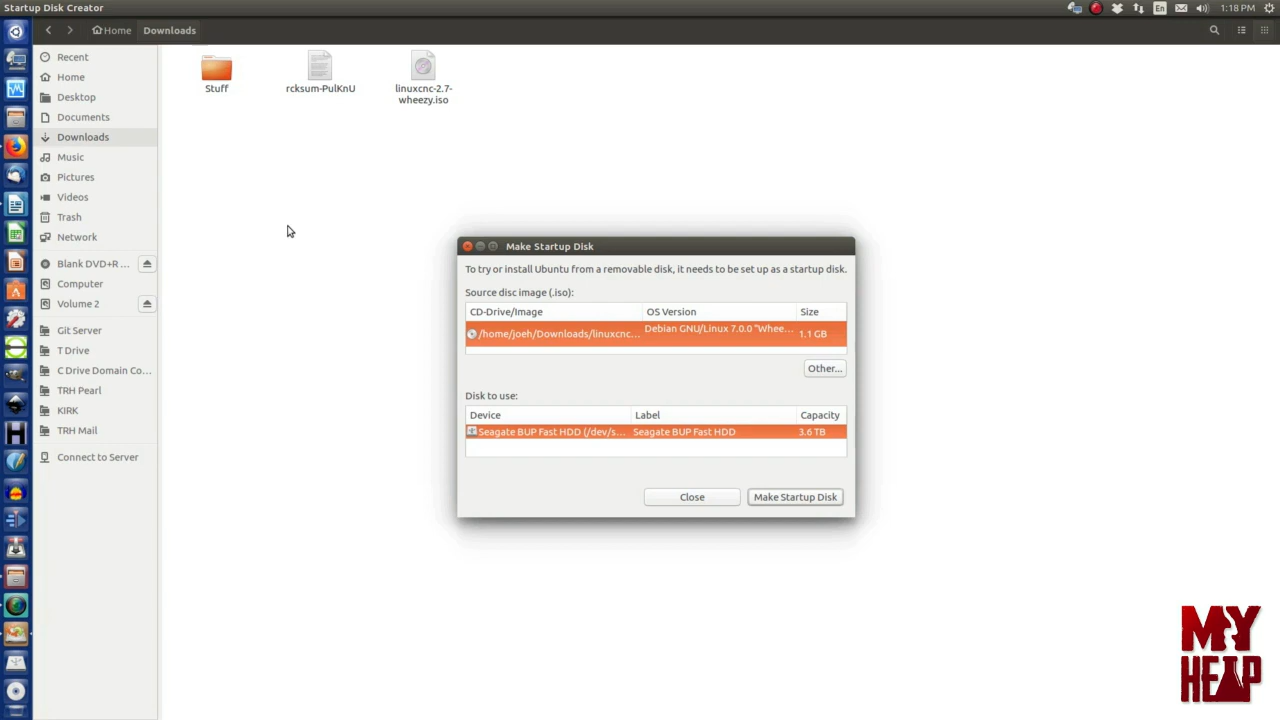 Startup Disk Creator
En
1:18 PM
Home
Downloads
Recent
Home
Desktop
Documents
Downloads
Music
Pictures
Videos
Trash
Network
Blank DVD+R ...
Computer
Volume 2
Git Server
T Drive
C Drive Domain Co...
TRH Pearl
KIRK
TRH Mail
Connect to Server
Stuff
rcksum-PulKnU
linuxcnc-2.7-
wheezy.iso
Make Startup Disk
To try or install Ubuntu from a removable disk, it needs to be set up as a startup disk.
Source disc image (.iso):
CD-Drive/Image OS Version Size
/home/joeh/Downloads/linuxcnc... Debian GNU/Linux 7.0.0 "Whee... 1.1 GB
Other...
Disk to use:
Device Label Capacity
Seagate BUP Fast HDD (/dev/s... Seagate BUP Fast HDD 3.6 TB
Close Make Startup Disk
MY
HEAP